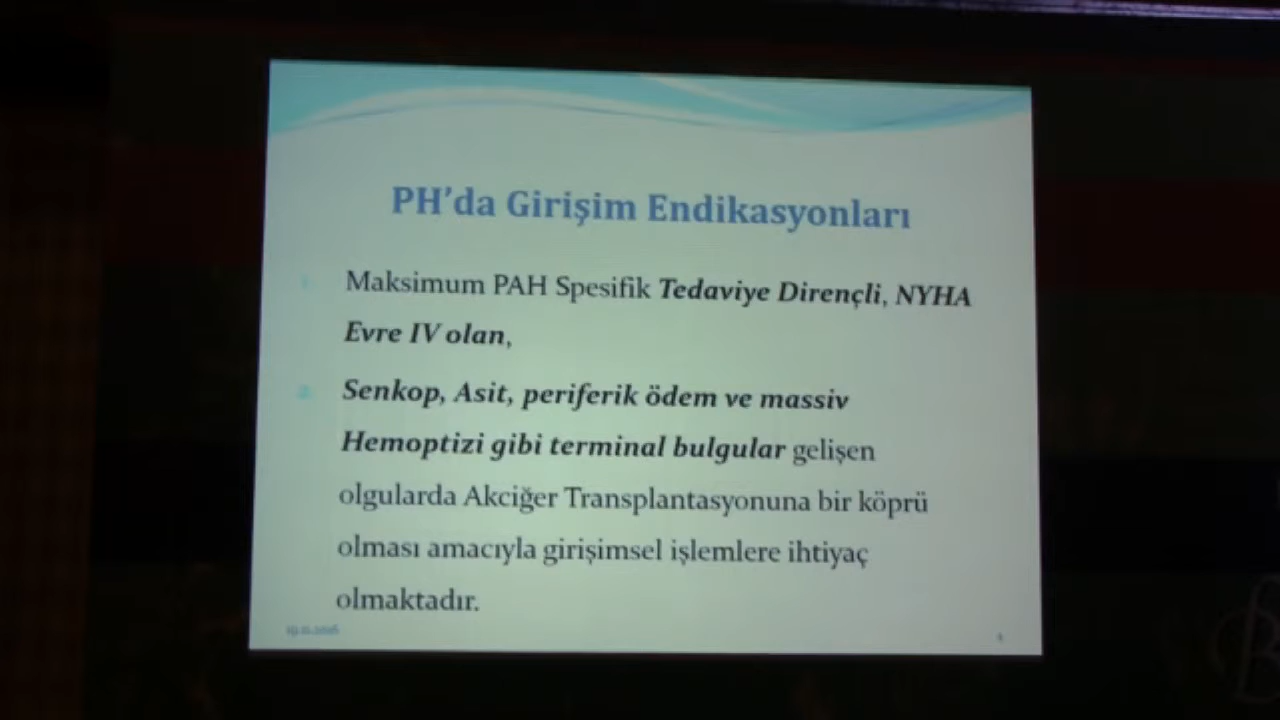 PH'da Girişim Endikasyonları
Maksimum PAH Spesifik Tedaviye Dirençli, NYHA
Evre IV olan,
2. Senkop, Asit, periferik ödem ve massiv
Hemoptizi gibi terminal bulgular gelişen
olgularda Akciğer Transplantasyonuna bir köprü
olması amacıyla girişimsel işlemlere ihtiyaç
olmaktadır.